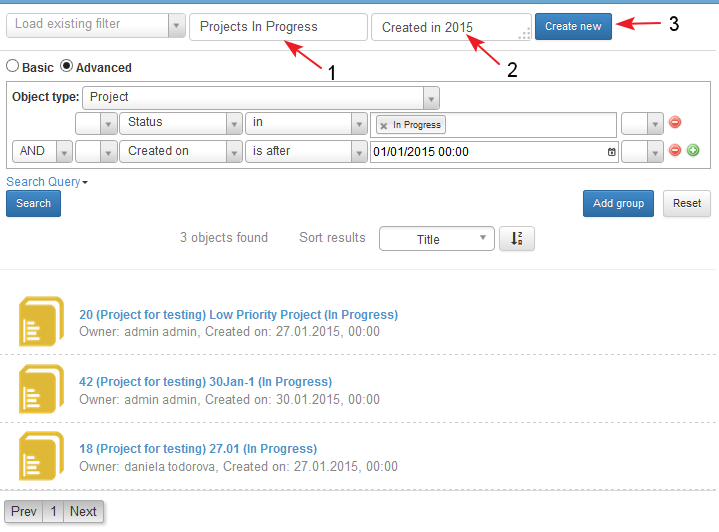 Load existing filter Projects In Progress Created in 2015 Create new 3
1 2
Basic Advanced
Object type: Project
Status in In Progress
AND Created on is after 01/01/2015 00:00
Search Query
Search Add group Reset
3 objects found Sort results Title
20 (Project for testing) Low Priority Project (In Progress)
Owner: admin admin, Created on: 27.01.2015, 00:00
42 (Project for testing) 30Jan-1 (In Progress)
Owner: admin admin, Created on: 30.01.2015, 00:00
18 (Project for testing) 27.01 (In Progress)
Owner: daniela todorova, Created on: 27.01.2015, 00:00
Prev 1 Next